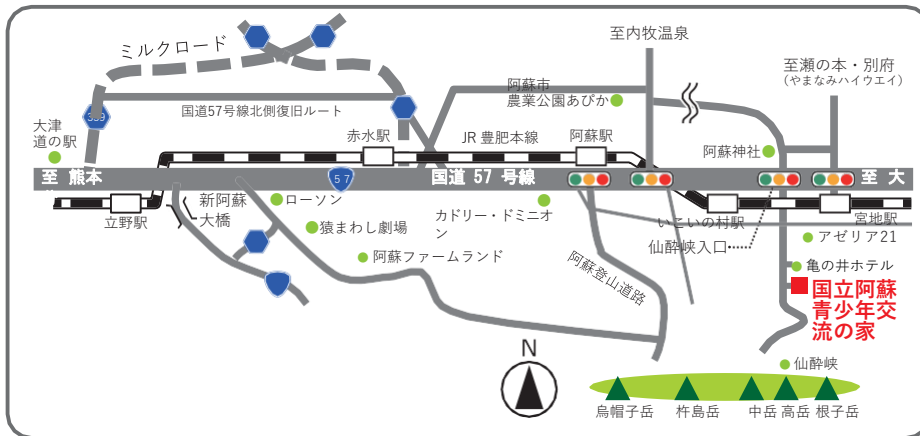 ミルクロード
至内牧温泉
至瀬の本・別府
(やまなみハイウエイ)
阿蘇市
農業公園あぴか
国道57号線北側復旧ルート
大津
道の駅
赤水駅
JR 豊肥本線
阿蘇駅
阿蘇神社
至 熊本
57
国道 57 号線
至 大
立野駅
新阿蘇
大橋
ローソン
カドリー・ドミニオ
ン
いこいの村駅
宮地駅
猿まわし劇場
仙酔峡入口
アゼリア21
阿蘇ファームランド
阿蘇登山道路
亀の井ホテル
国立阿蘇
青少年交
流の家
N
仙酔峡
烏帽子岳
杵島岳
中岳
高岳
根子岳